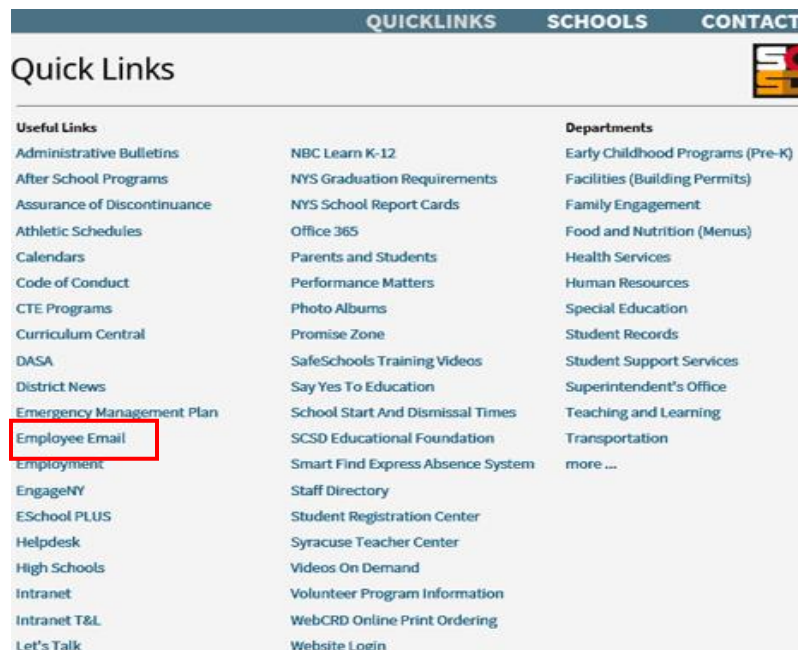 QUICKLINKS SCHOOLS CONTACT
Quick Links
Useful Links
Administrative Bulletins
After School Programs
Assurance of Discontinuance
Athletic Schedules
Calendars
Code of Conduct
CTE Programs
Curriculum Central
DASA
District News
Emergency Management Plan
Employee Email
Employment
EngageNY
ESchool PLUS
Helpdesk
High Schools
Intranet
Intranet T&L
Let's Talk
NBC Learn K-12
NYS Graduation Requirements
NYS School Report Cards
Office 365
Parents and Students
Performance Matters
Photo Albums
Promise Zone
SafeSchools Training Videos
Say Yes To Education
School Start And Dismissal Times
SCSD Educational Foundation
Smart Find Express Absence System
Staff Directory
Student Registration Center
Syracuse Teacher Center
Videos On Demand
Volunteer Program Information
WebCRD Online Print Ordering
Website Login
Departments
Early Childhood Programs (Pre-K)
Facilities (Building Permits)
Family Engagement
Food and Nutrition (Menus)
Health Services
Human Resources
Special Education
Student Records
Student Support Services
Superintendent's Office
Teaching and Learning
Transportation
more ...